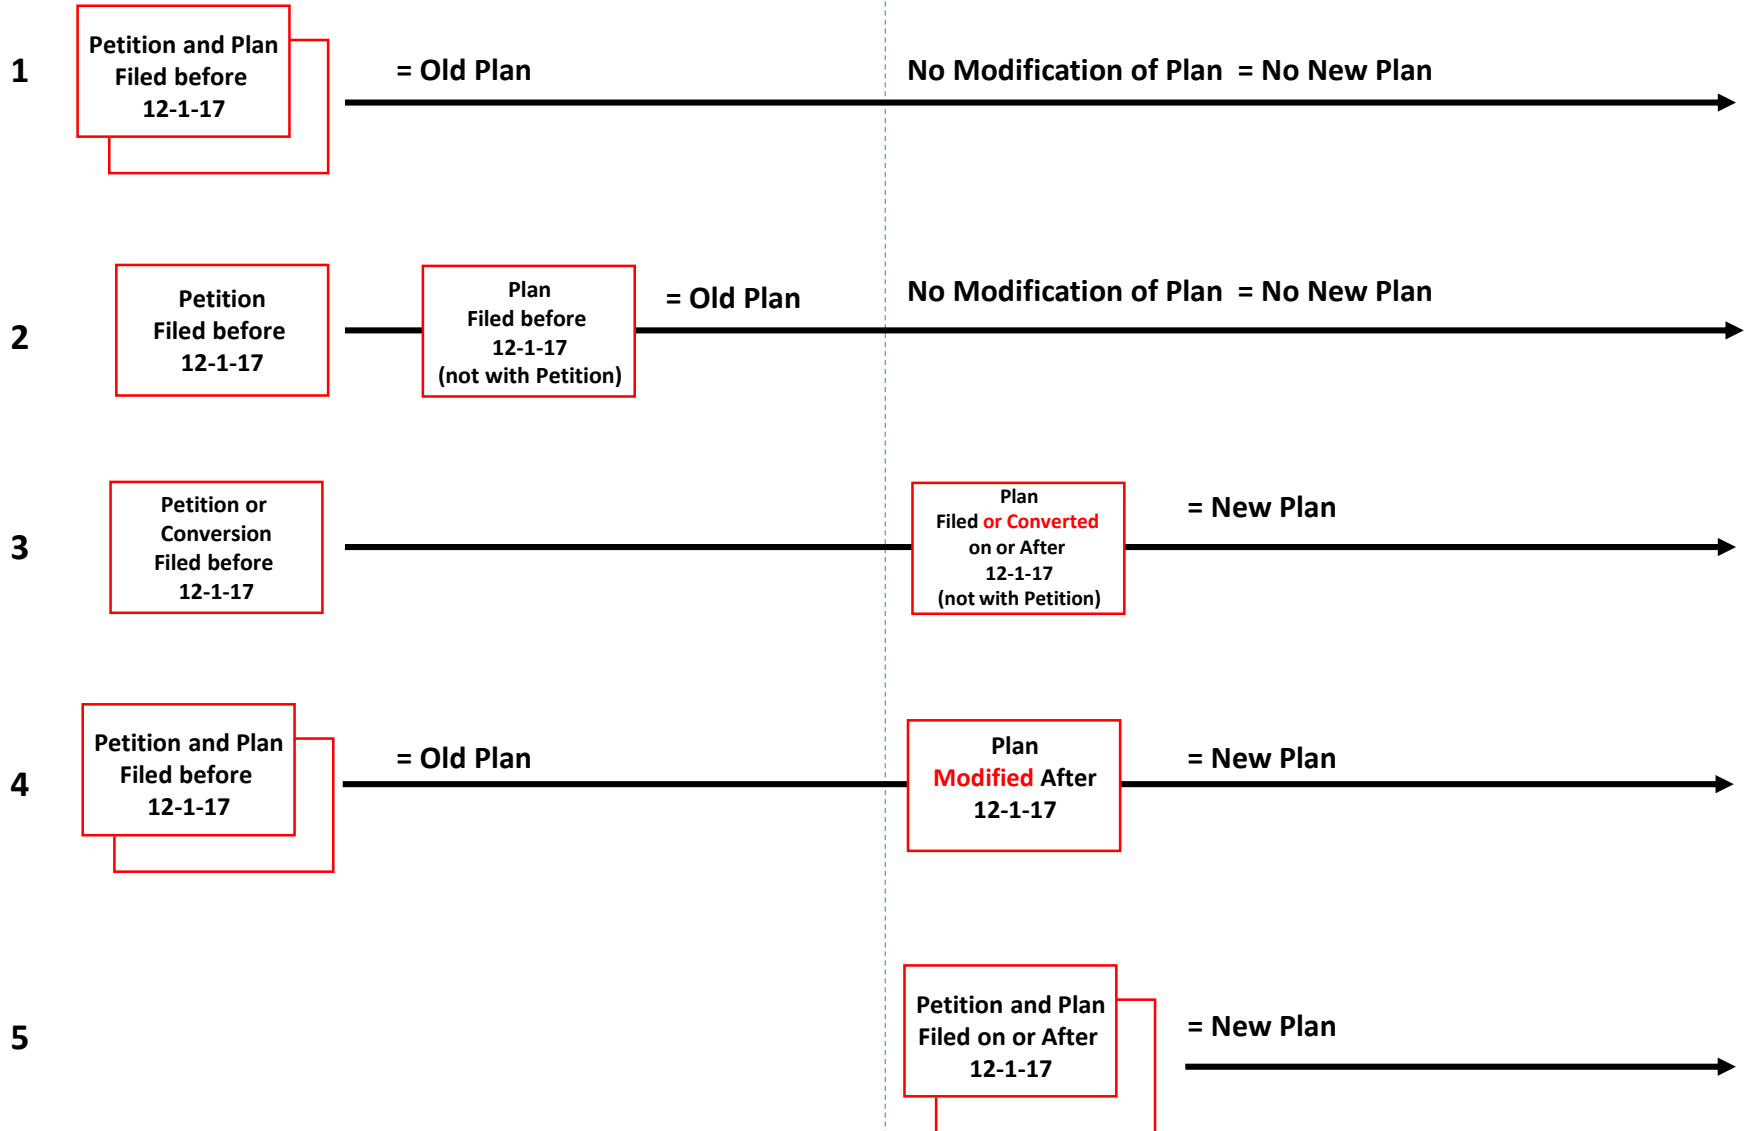 1
Petition and Plan
Filed before
12-1-17
= Old Plan
No Modification of Plan = No New Plan
2
Petition
Filed before
12-1-17
Plan
Filed before
12-1-17
(not with Petition)
= Old Plan
No Modification of Plan = No New Plan
3
Petition or
Conversion
Filed before
12-1-17
Plan
Filed or Converted
on or After
12-1-17
(not with Petition)
= New Plan
4
Petition and Plan
Filed before
12-1-17
= Old Plan
Plan
Modified After
12-1-17
= New Plan
5
Petition and Plan
Filed on or After
12-1-17
= New Plan